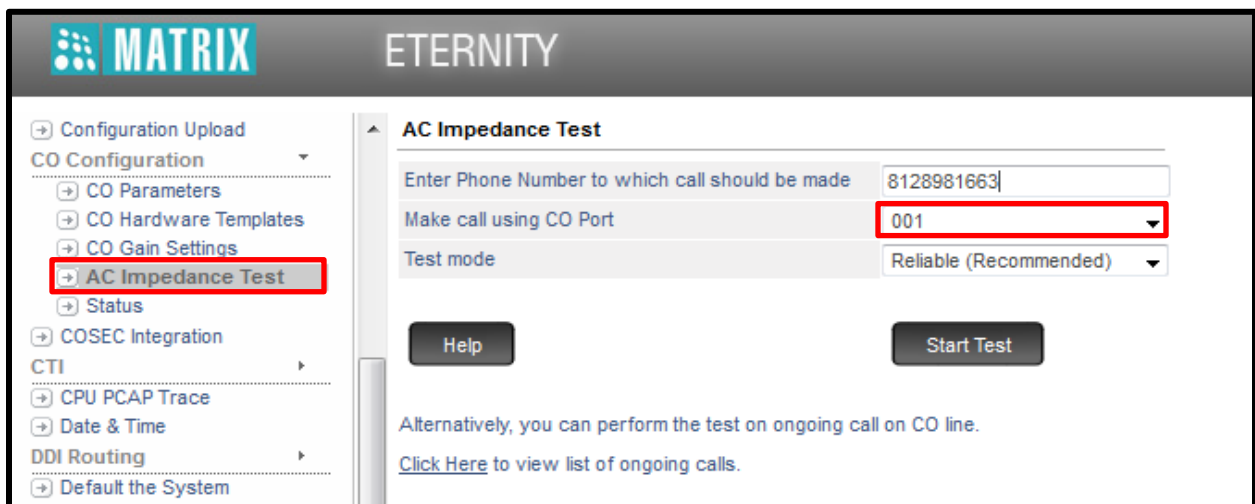 MATRIX ETERNITY
Configuration Upload
CO Configuration
CO Parameters
CO Hardware Templates
CO Gain Settings
AC Impedance Test
Status
COSEC Integration
CTI
CPU PCAP Trace
Date & Time
DDI Routing
Default the System
AC Impedance Test
Enter Phone Number to which call should be made 8128981663
Make call using CO Port 001
Test mode Reliable (Recommended)
Help Start Test
Alternatively, you can perform the test on ongoing call on CO line.
Click Here to view list of ongoing calls.